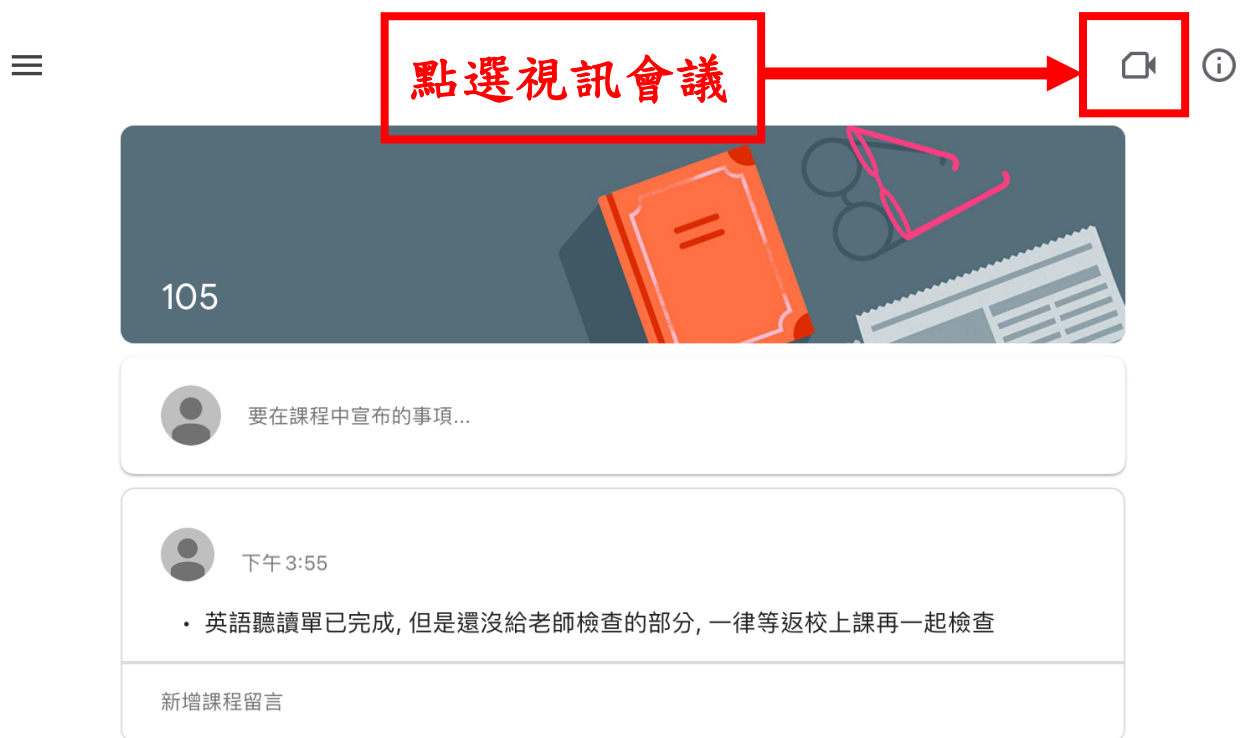 點選視訊會議
105
要在課程中宣布的事項...
下午 3:55
• 英語聽讀單已完成, 但是還沒給老師檢查的部分, 一律等返校上課再一起檢查
新增課程留言